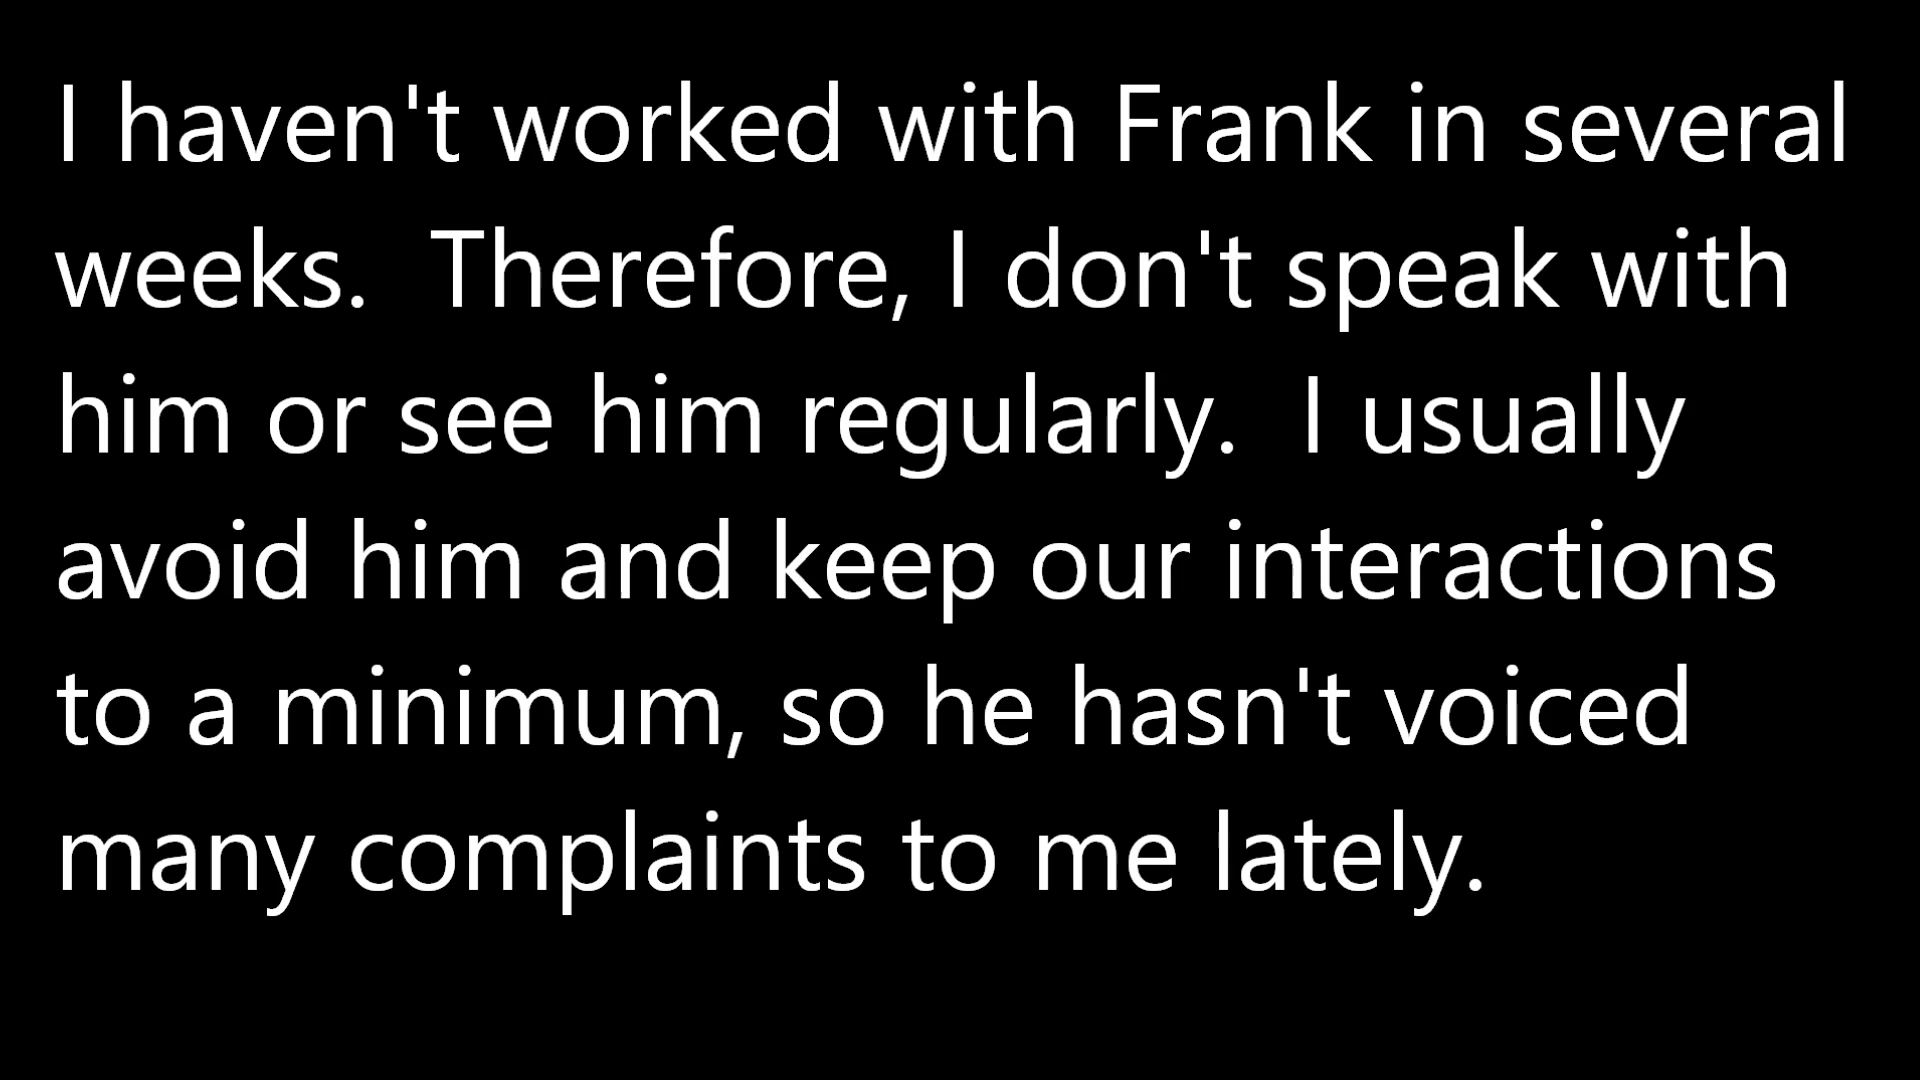 I haven't worked with Frank in several
weeks.  Therefore, I don't speak with
him or see him regularly.  I usually
avoid him and keep our interactions
to a minimum, so he hasn't voiced
many complaints to me lately.